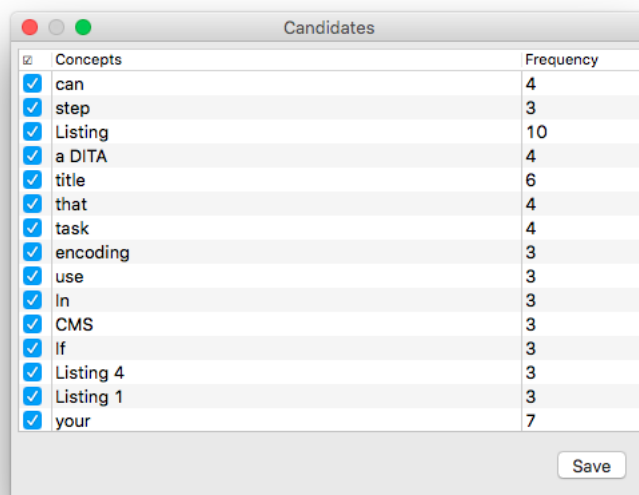 Candidates
Concepts Frequency
can 4
step 3
Listing 10
a DITA 4
title 6
that 4
task 4
encoding 3
use 3
In 3
CMS 3
If 3
Listing 4 3
Listing 1 3
your 7
Save